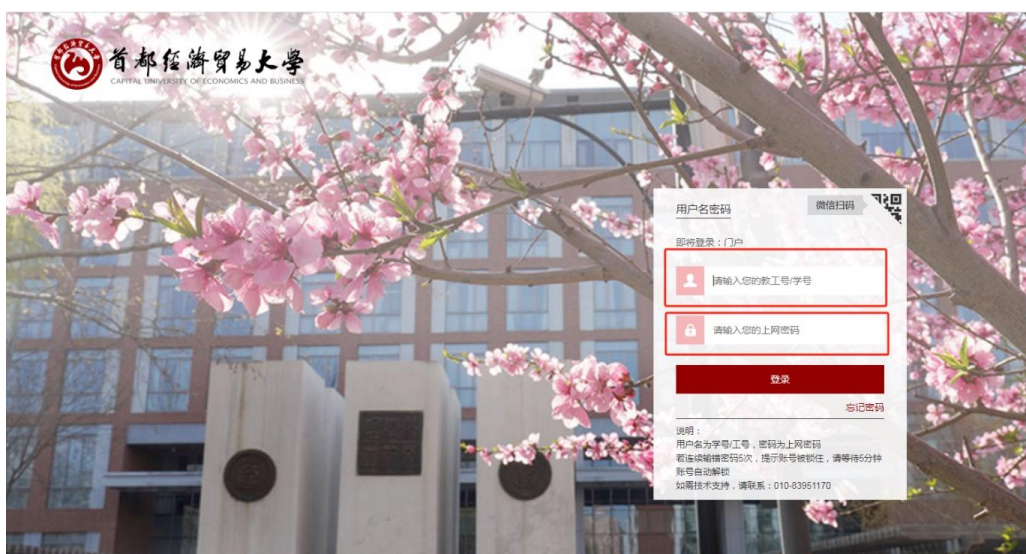 首都經濟貿易大學
CAPITAL UNIVERSITY OF ECONOMICS AND BUSINESS
用户名密码
微信扫码
即将登录：门户
请输入您的教工号/学号
请输入您的上网密码
登录
忘记密码
说明：
用户名为学号/工号，密码为上网密码
若连续输错密码5次，提示账号被锁住，请等待5分钟
账号自动解锁
如需技术支持，请联系：010-83951170